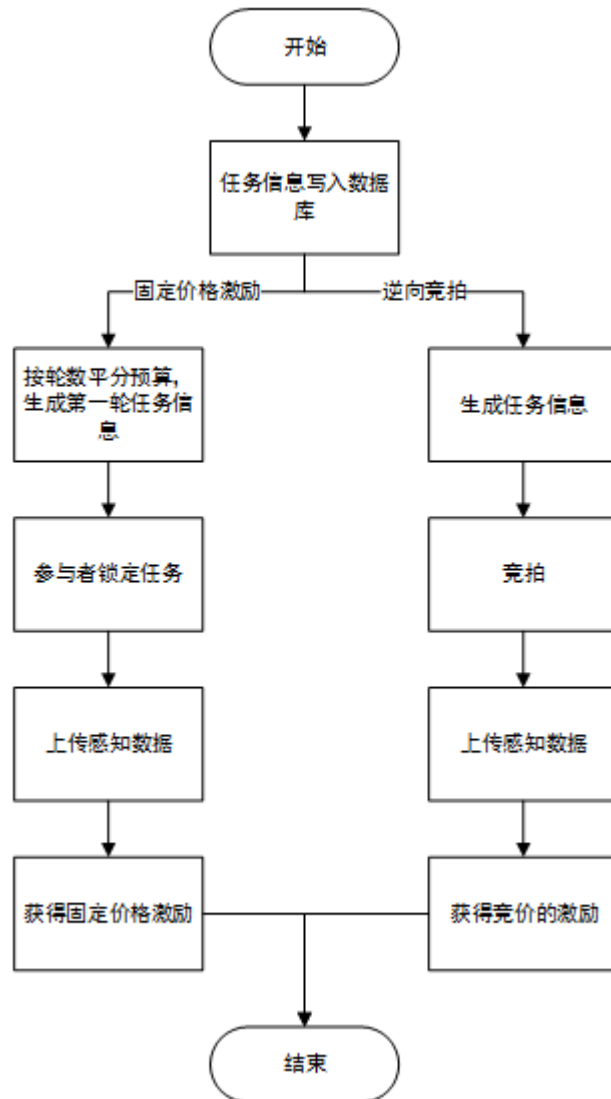 开始
任务信息写入数据
库
固定价格激励
逆向竞拍
按轮数平分预算，
生成第一轮任务信
息
生成任务信息
参与者锁定任务
竞拍
上传感知数据
上传感知数据
获得固定价格激励
获得竞价的激励
结束